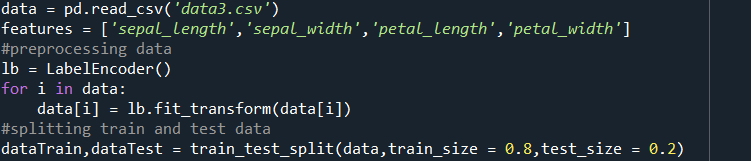 data = pd.read_csv('data3.csv')
features = ['sepal_length','sepal_width','petal_length','petal_width']
#preprocessing data
lb = LabelEncoder()
for i in data:
    data[i] = lb.fit_transform(data[i])
#splitting train and test data
dataTrain,dataTest = train_test_split(data,train_size = 0.8,test_size = 0.2)